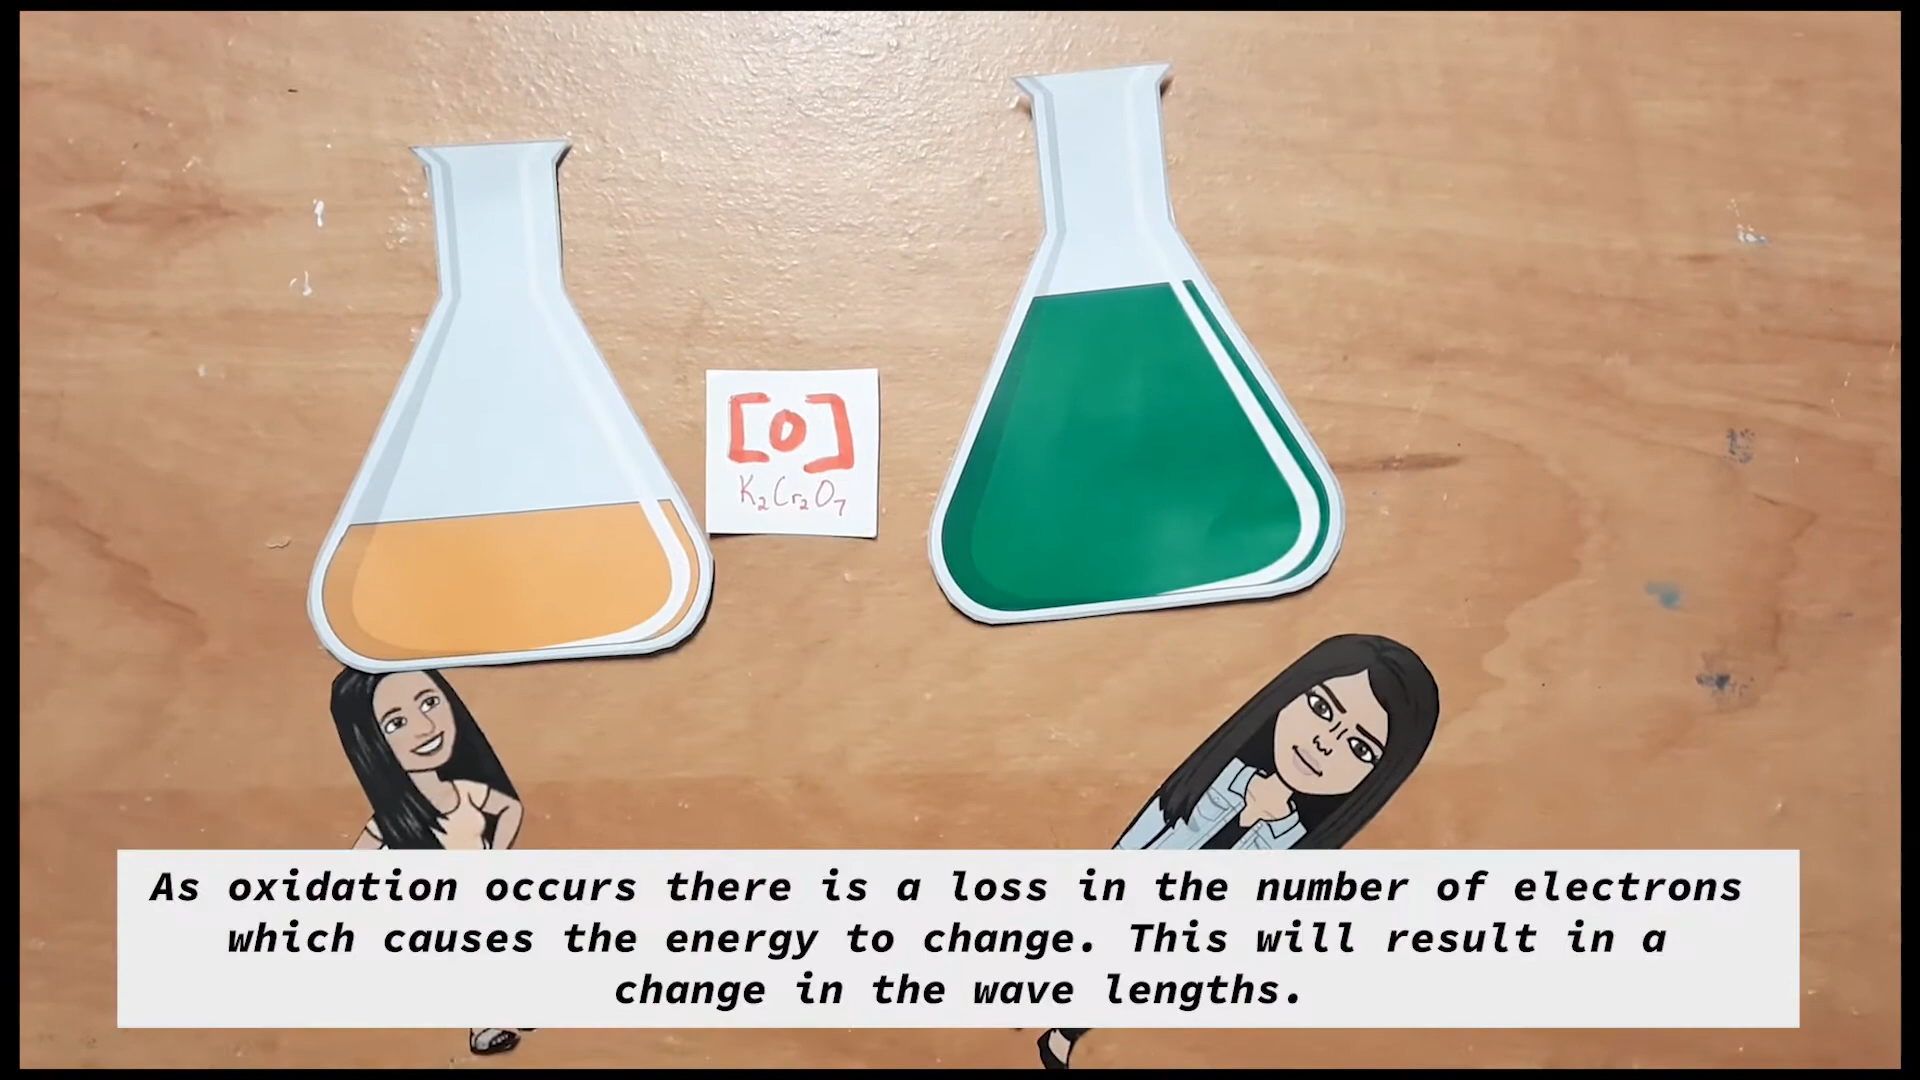 [O]
K₂Cr₂O₇
As oxidation occurs there is a loss in the number of electrons
which causes the energy to change. This will result in a
change in the wave lengths.